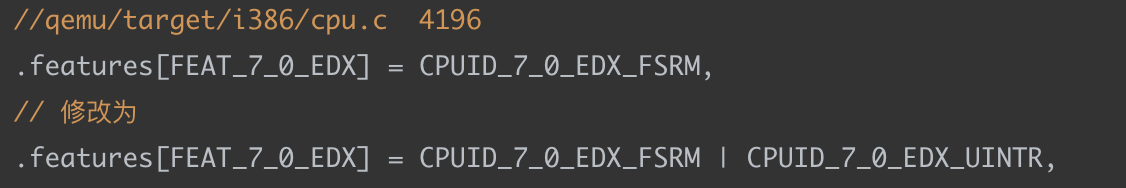 //qemu/target/i386/cpu.c  4196
.features[FEAT_7_0_EDX] = CPUID_7_0_EDX_FSRM,
// 修改为
.features[FEAT_7_0_EDX] = CPUID_7_0_EDX_FSRM | CPUID_7_0_EDX_UINTR,